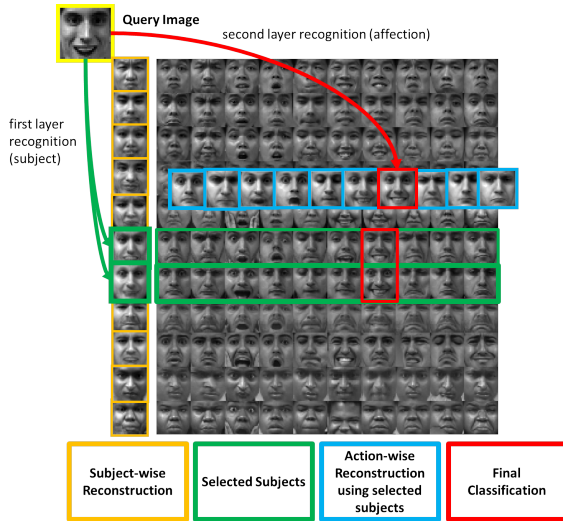 Query Image
second layer recognition (affection)
first layer
recognition
(subject)
Subject-wise
Reconstruction
Selected Subjects
Action-wise
Reconstruction
using selected
subjects
Final
Classification